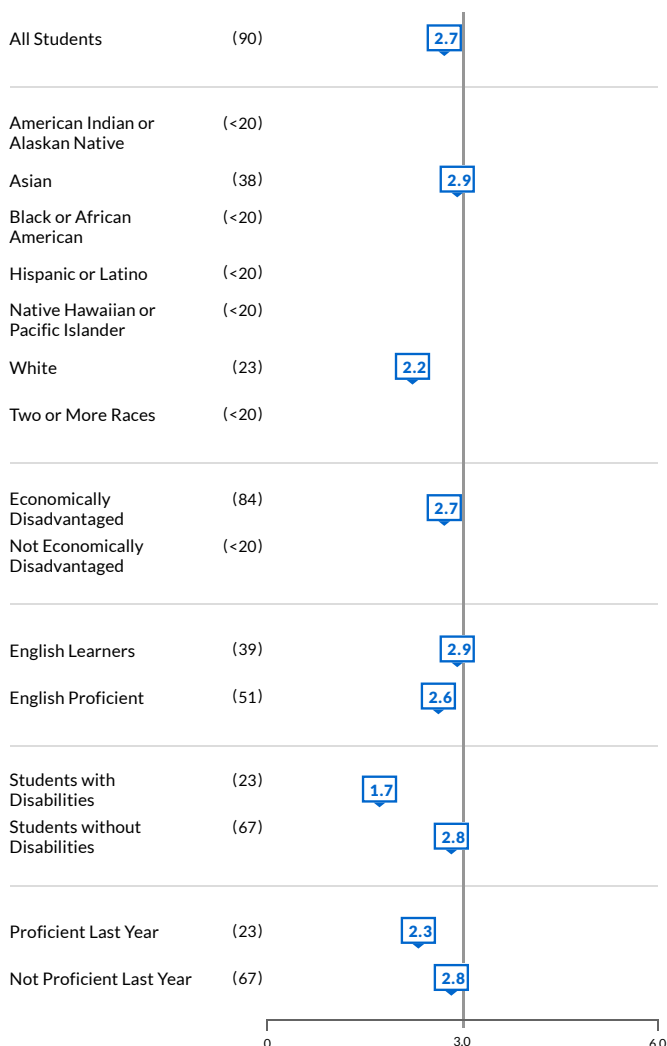 All Students (90) 2.7
American Indian or (<20)
Alaskan Native
Asian (38) 2.9
Black or African (<20)
American
Hispanic or Latino (<20)
Native Hawaiian or (<20)
Pacific Islander
White (23) 2.2
Two or More Races (<20)
Economically (84) 2.7
Disadvantaged
Not Economically (<20)
Disadvantaged
English Learners (39) 2.9
English Proficient (51) 2.6
Students with (23) 1.7
Disabilities
Students without (67) 2.8
Disabilities
Proficient Last Year (23) 2.3
Not Proficient Last Year (67) 2.8
0 3.0 6.0